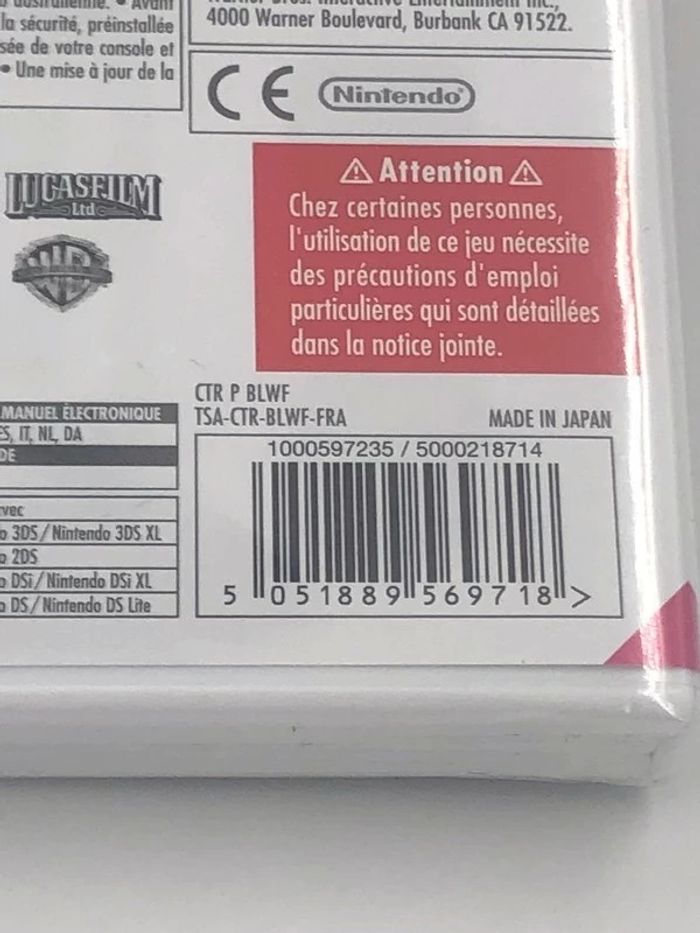 la sécurité, préinstallée
sée de votre console et
• Une mise à jour de la
4000 Warner Boulevard, Burbank CA 91522.
CE Nintendo
LUCASFILM
Ltd
WB
⚠ Attention ⚠
Chez certaines personnes,
l'utilisation de ce jeu nécessite
des précautions d'emploi
particulières qui sont détaillées
dans la notice jointe.
CTR P BLWF
TSA-CTR-BLWF-FRA
MADE IN JAPAN
MANUEL ÉLECTRONIQUE
ES, IT, NL, DA
DE
1000597235 / 5000218714
5 051889 569718 >
vec
o 3DS/Nintendo 3DS XL
o 2DS
o DSi/Nintendo DSi XL
o DS/Nintendo DS Lite